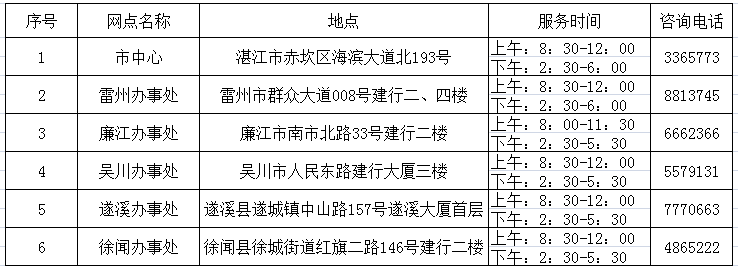 序号 网点名称 地点 服务时间 咨询电话
1 市中心 湛江市赤坎区海滨大道北193号 上午：8：30-12：00 3365773
下午：2：30-6：00
2 雷州办事处 雷州市群众大道008号建行二、四楼 上午：8：30-12：00 8813745
下午：2：30-6：00
3 廉江办事处 廉江市南市北路33号建行二楼 上午：8：00-11：30 6662366
下午：2：30-5：30
4 吴川办事处 吴川市人民东路建行大厦三楼 上午：8：30-12：00 5579131
下午：2：30-5：30
5 遂溪办事处 遂溪县遂城镇中山路157号遂溪大厦首层 上午：8：30-12：00 7770663
下午：2：30-5：30
6 徐闻办事处 徐闻县徐城街道红旗二路146号建行二楼 上午：8：30-12：00 4865222
下午：2：30-5：30